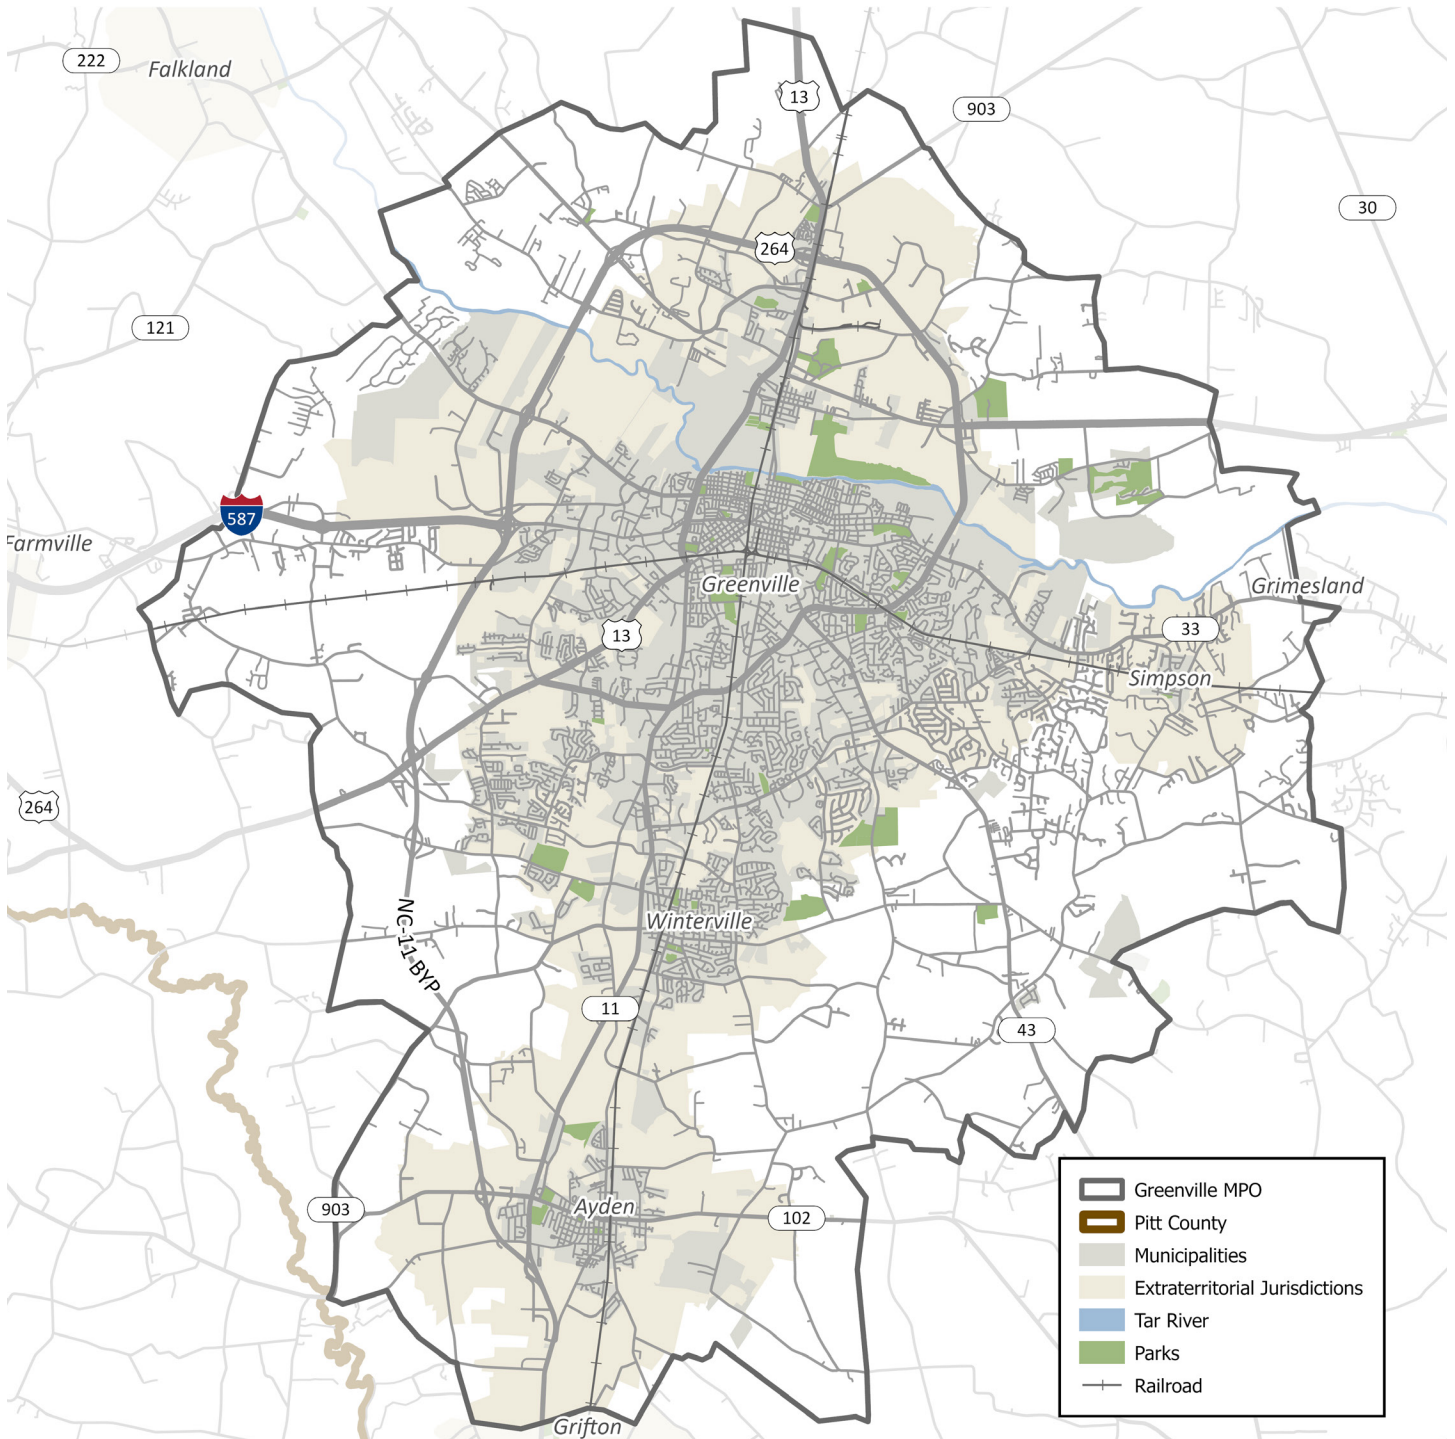 222
Falkland
13
903
30
264
121
587
Farmville
Greenville
Grimesland
13
33
Simpson
264
NC-11 BYP
Winterville
11
43
Ayden
903
102
Grifton
Greenville MPO
Pitt County
Municipalities
Extraterritorial Jurisdictions
Tar River
Parks
Railroad